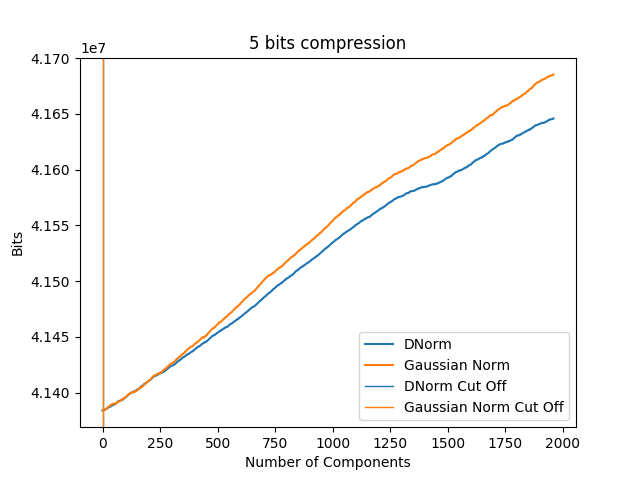 5 bits compression
1e7
4.170
4.165
4.160
4.155
4.150
4.145
4.140
Bits
0
250
500
750
1000
1250
1500
1750
2000
Number of Components
DNorm
Gaussian Norm
DNorm Cut Off
Gaussian Norm Cut Off